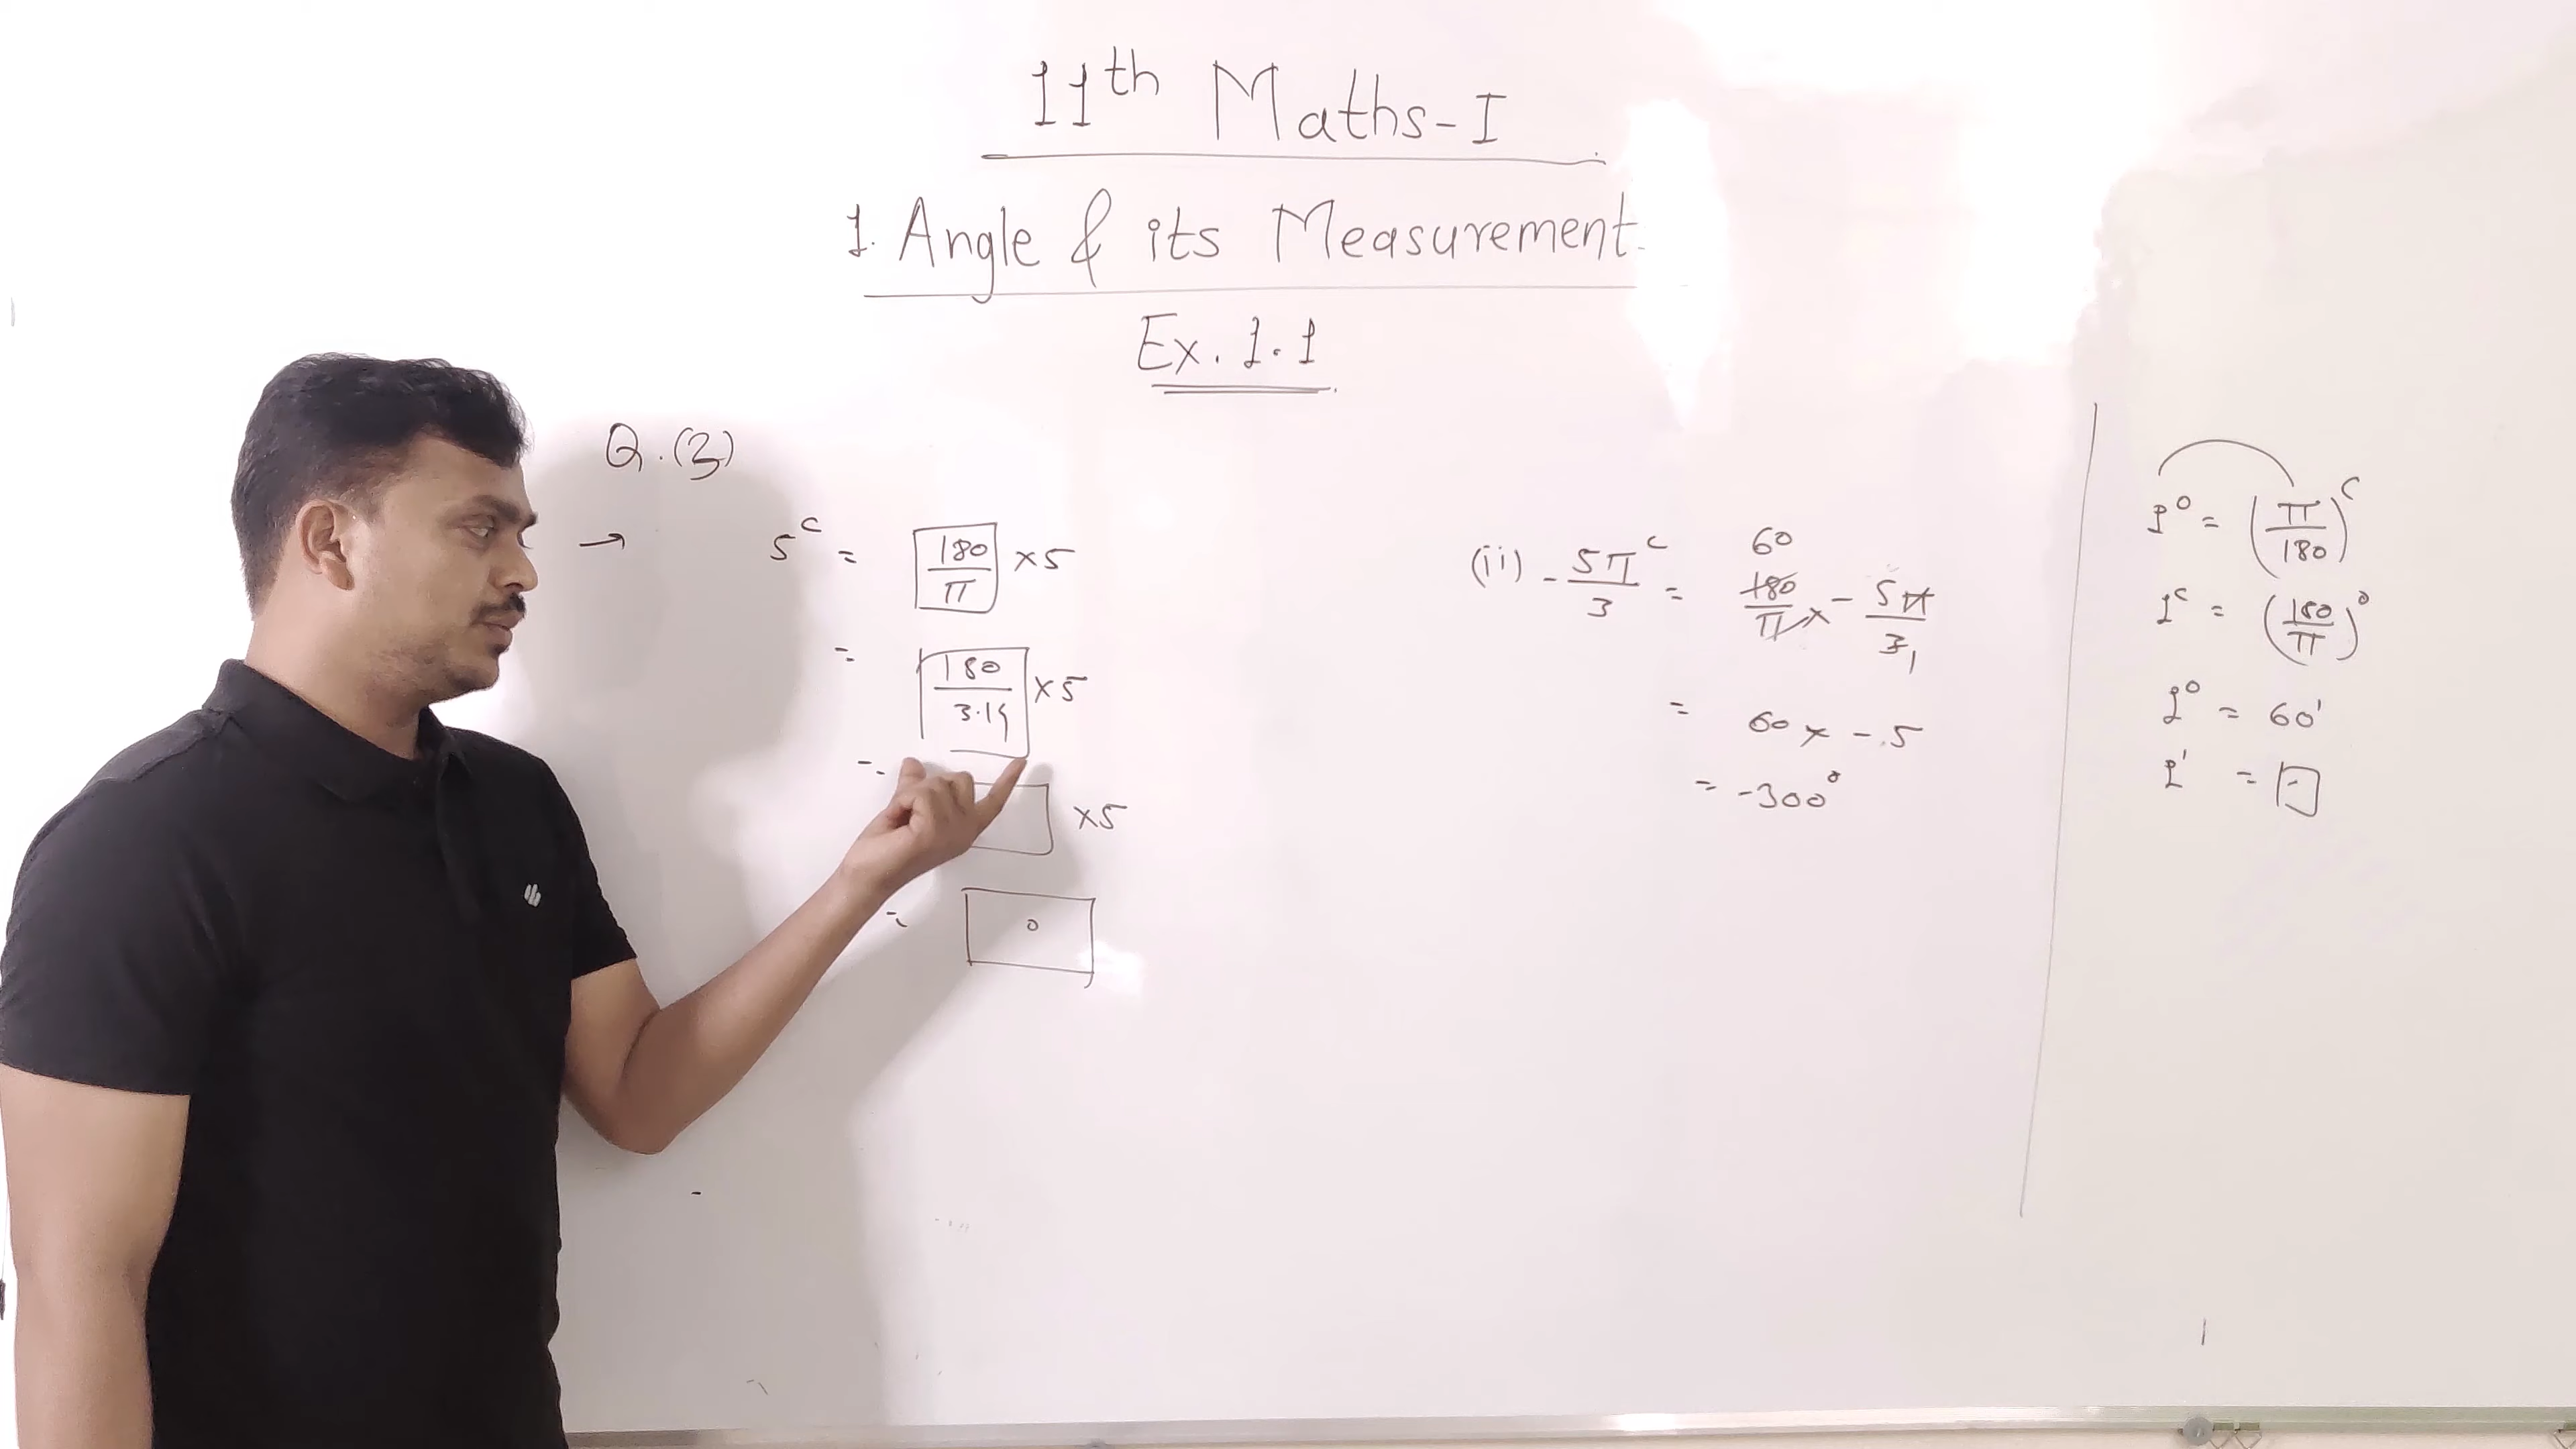 11th Maths-I
1. Angle & its Measurement.
Ex. 1.1
Q.(3)
→ 5^c = 180/π ×5
= 180/3.14 ×5
= ×5
= °
(ii) -5π/3^c = 60 180/π × -5π/3 1
= 60 × -5
= -300°
1° = (π/180)^c
1^c = (180/π)°
1° = 60'
1' =